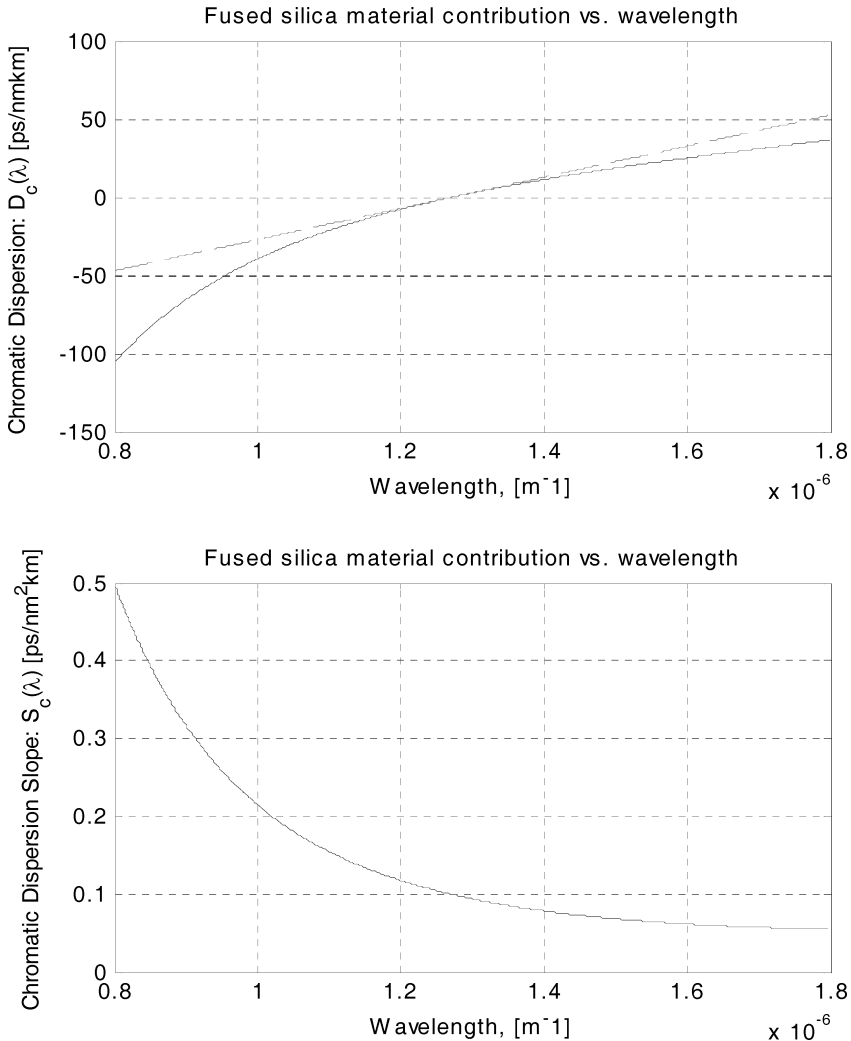 Fused silica material contribution vs. wavelength
Chromatic Dispersion: D_c(λ) [ps/nmkm]
100
50
0
-50
-100
-150
0.8 1 1.2 1.4 1.6 1.8
Wavelength, [m-1]
x 10^-6
Fused silica material contribution vs. wavelength
Chromatic Dispersion Slope: S_c(λ) [ps/nm²km]
0.5
0.4
0.3
0.2
0.1
0
0.8 1 1.2 1.4 1.6 1.8
Wavelength, [m-1]
x 10^-6